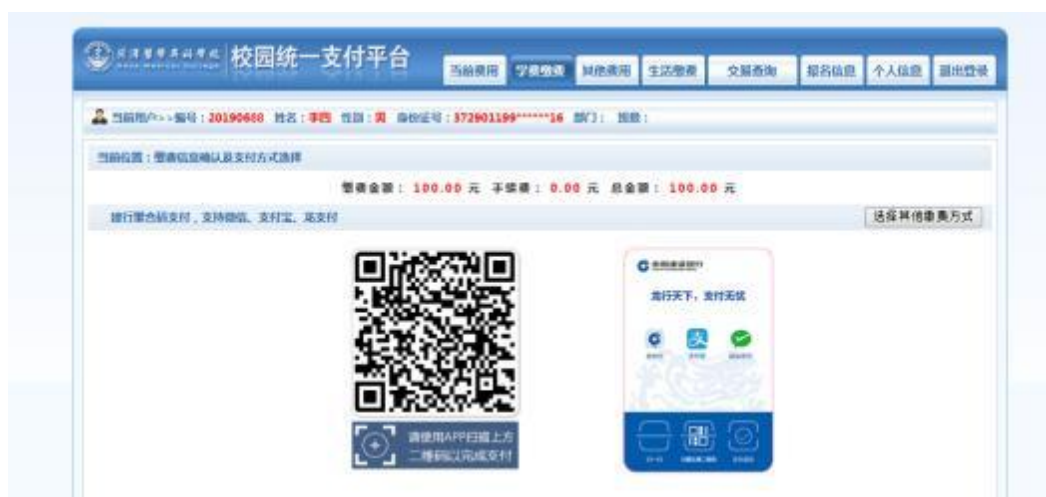 校园统一支付平台
当前费用 学费缴费 其他费用 生活缴费 交易查询 报名信息 个人信息 退出登录
当前用户>>编号：20190688 姓名：李四 性别：男 身份证号：372901199******16 部门： 班级：
当前位置：缴费信息确认及支付方式选择
缴费金额： 100.00 元 手续费： 0.00 元 总金额： 100.00 元
建行聚合码支付，支持微信、支付宝、龙支付
选择其他缴费方式
中国建设银行
龙行天下，支付无忧
请使用APP扫描上方
二维码以完成支付